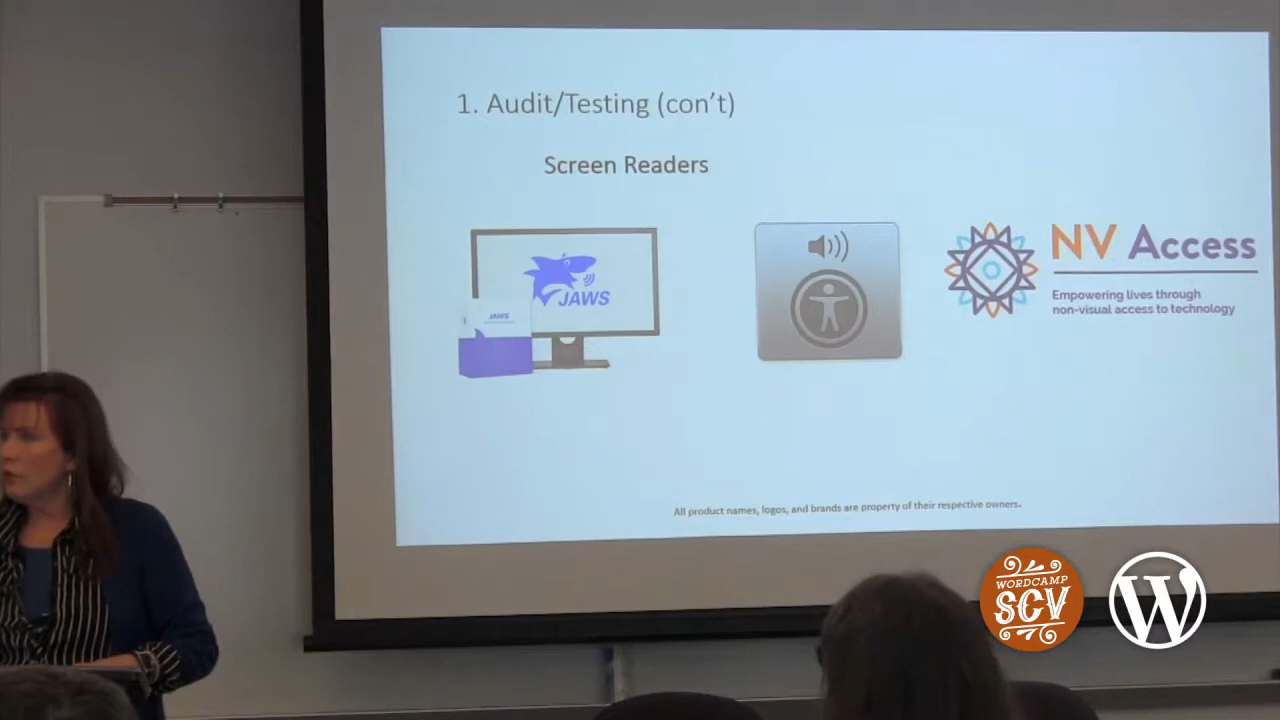 1. Audit/Testing (con't)
Screen Readers
JAWS
JAWS
NV Access
Empowering lives through
non-visual access to technology
All product names, logos, and brands are property of their respective owners.
WORDCAMP
SCV
W